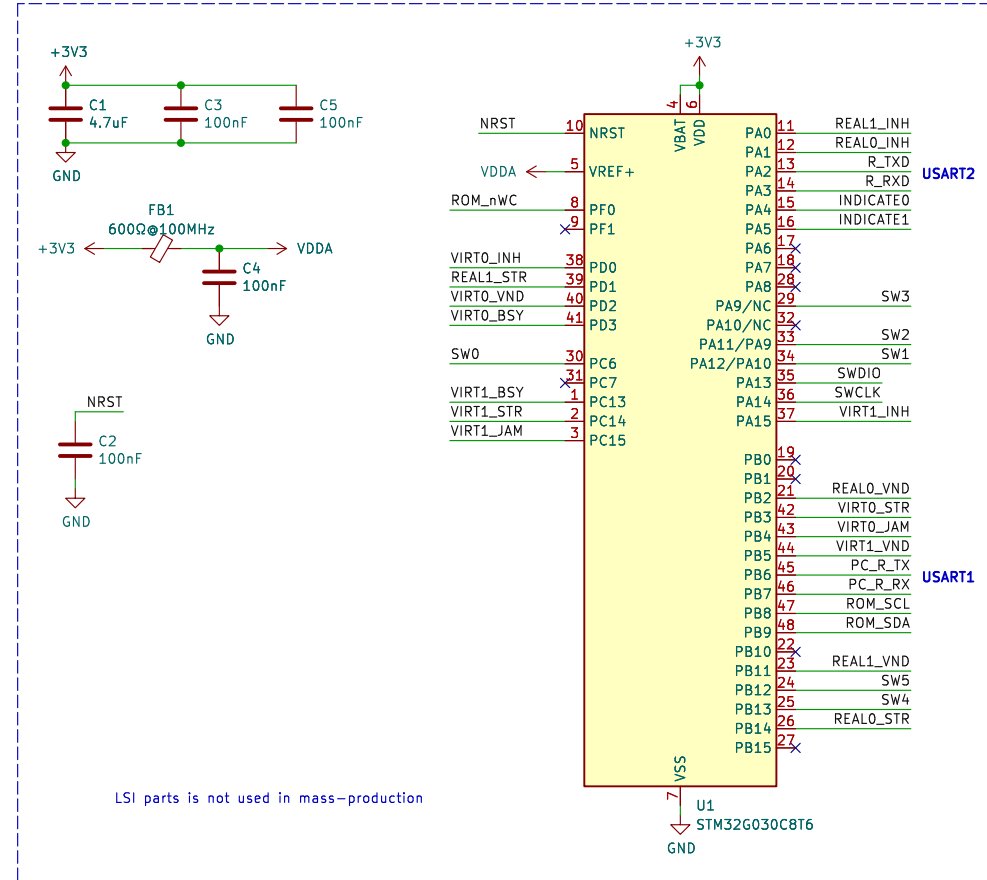 +3V3
C1
4.7uF
C3
100nF
C5
100nF
GND
FB1
600Ω@100MHz
+3V3
VDDA
C4
100nF
GND
NRST
C2
100nF
GND
LSI parts is not used in mass-production
+3V3
4
6
VBAT
VDD
NRST 10 NRST
VDDA 5 VREF+
ROM_nWC 8 PF0
9 PF1
VIRT0_INH 38 PD0
REAL1_STR 39 PD1
VIRT0_VND 40 PD2
VIRT0_BSY 41 PD3
SW0 30 PC6
31 PC7
VIRT1_BSY 1 PC13
VIRT1_STR 2 PC14
VIRT1_JAM 3 PC15
PA0 11 REAL1_INH
PA1 12 REAL0_INH
PA2 13 R_TXD
USART2
PA3 14 R_RXD
PA4 15 INDICATE0
PA5 16 INDICATE1
PA6 17
PA7 18
PA8 28
PA9/NC 29 SW3
PA10/NC 32
PA11/PA9 33 SW2
PA12/PA10 34 SW1
PA13 35 SWDIO
PA14 36 SWCLK
PA15 37 VIRT1_INH
PB0 19
PB1 20
PB2 21 REAL0_VND
PB3 42 VIRT0_STR
PB4 43 VIRT0_JAM
PB5 44 VIRT1_VND
PB6 45 PC_R_TX
USART1
PB7 46 PC_R_RX
PB8 47 ROM_SCL
PB9 48 ROM_SDA
PB10 22
PB11 23 REAL1_VND
PB12 24 SW5
PB13 25 SW4
PB14 26 REAL0_STR
PB15 27
VSS
7
U1
STM32G030C8T6
GND